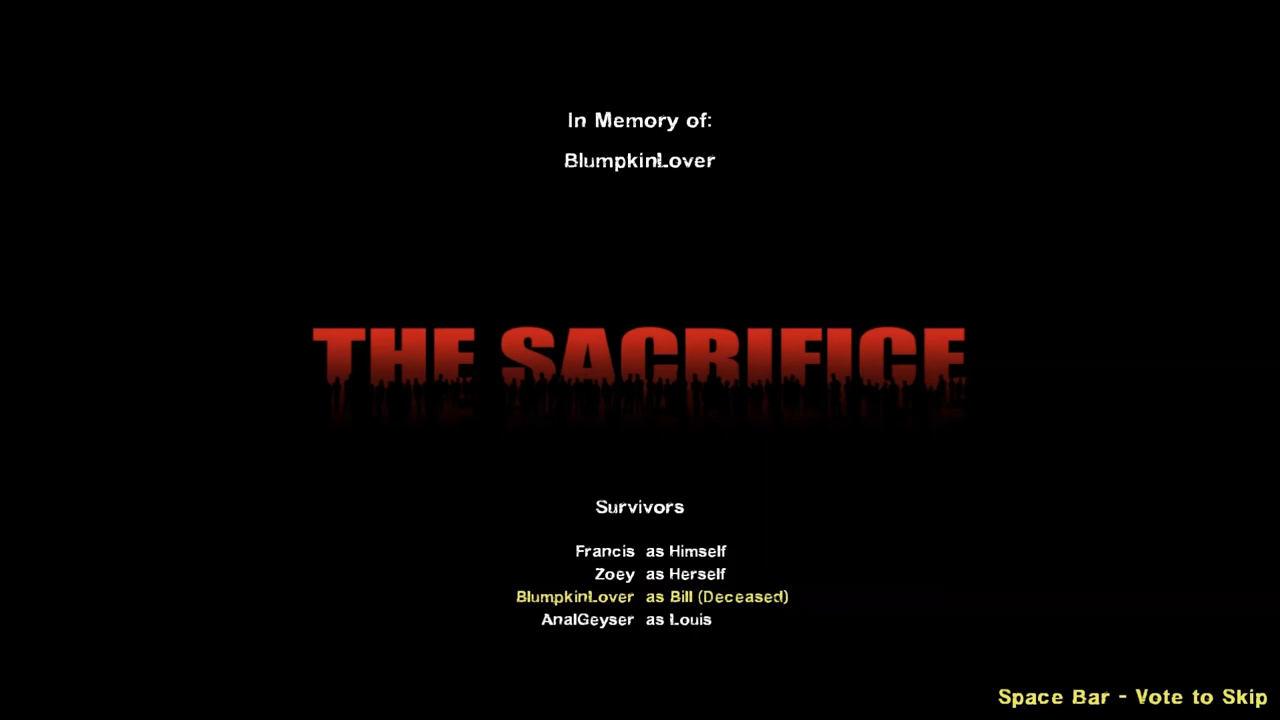 In Memory of:
BlumpkinLover
THE SACRIFICE
Survivors
Francis as Himself
Zoey as Herself
BlumpkinLover as Bill (Deceased)
AnalGeyser as Louis
Space Bar - Vote to Skip